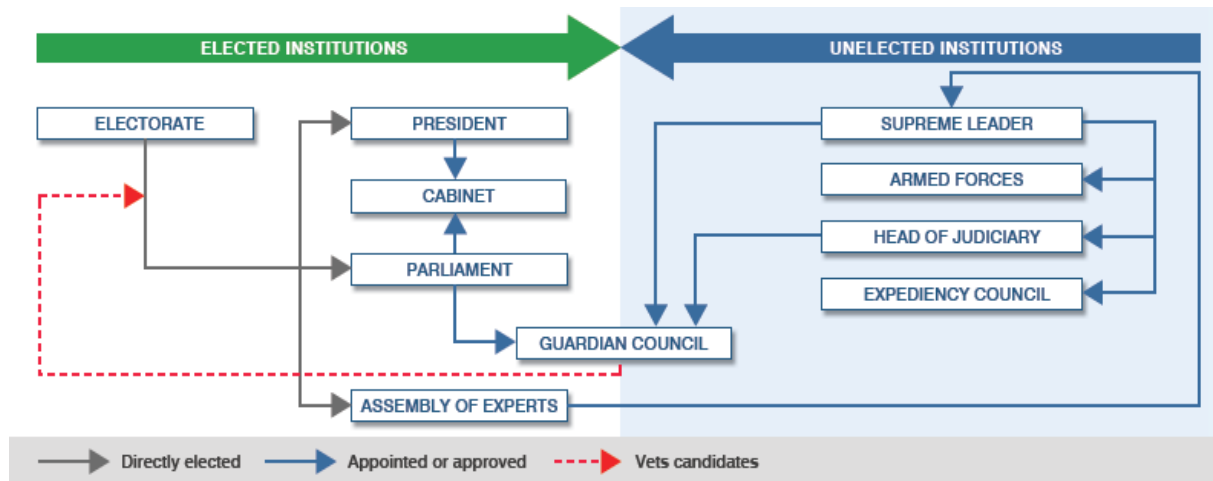 ELECTED INSTITUTIONS
UNELECTED INSTITUTIONS
ELECTORATE
PRESIDENT
SUPREME LEADER
CABINET
ARMED FORCES
PARLIAMENT
HEAD OF JUDICIARY
EXPEDIENCY COUNCIL
GUARDIAN COUNCIL
ASSEMBLY OF EXPERTS
Directly elected
Appointed or approved
Vets candidates